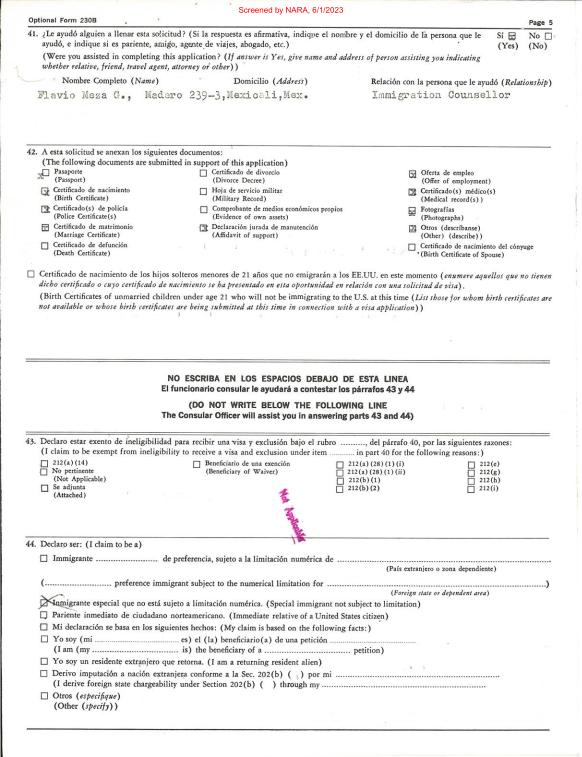 Screened by NARA, 6/1/2023
Optional Form 230B
Page 5
41. ¿Le ayudó alguien a llenar esta solicitud? (Si la respuesta es afirmativa, indique el nombre y el domicilio de la persona que le Sí No
ayudó, e indique si es pariente, amigo, agente de viajes, abogado, etc.) (Yes) (No)
(Were you assisted in completing this application? (If answer is Yes, give name and address of person assisting you indicating
whether relative, friend, travel agent, attorney or other))
Nombre Completo (Name) Domicilio (Address) Relación con la persona que le ayudó (Relationship)
Flavio Meza G., Madero 239-3,Mexicali,Mex. Immigration Counsellor
42. A esta solicitud se anexan los siguientes documentos:
(The following documents are submitted in support of this application)
Pasaporte Certificado de divorcio Oferta de empleo
(Passport) (Divorce Decree) (Offer of employment)
Certificado de nacimiento Hoja de servicio militar Certificado(s) médico(s)
(Birth Certificate) (Military Record) (Medical record(s))
Certificado(s) de policía Comprobante de medios económicos propios Fotografías
(Police Certificate(s) (Evidence of own assets) (Photographs)
Certificado de matrimonio Declaración jurada de manutención Otros (descríbanse)
(Marriage Certificate) (Affidavit of support) (Other) (describe))
Certificado de defunción Certificado de nacimiento del cónyuge
(Death Certificate) (Birth Certificate of Spouse)
Certificado de nacimiento de los hijos solteros menores de 21 años que no emigrarán a los EE.UU. en este momento (enumere aquellos que no tienen
dicho certificado o cuyo certificado de nacimiento se ha presentado en esta oportunidad en relación con una solicitud de visa).
(Birth Certificates of unmarried children under age 21 who will not be immigrating to the U.S. at this time (List those for whom birth certificates are
not available or whose birth certificates are being submitted at this time in connection with a visa application))
NO ESCRIBA EN LOS ESPACIOS DEBAJO DE ESTA LINEA
El funcionario consular le ayudará a contestar los párrafos 43 y 44
(DO NOT WRITE BELOW THE FOLLOWING LINE
The Consular Officer will assist you in answering parts 43 and 44)
43. Declaro estar exento de ineligibilidad para recibir una visa y exclusión bajo el rubro .........., del párrafo 40, por las siguientes razones:
(I claim to be exempt from ineligibility to receive a visa and exclusion under item .......... in part 40 for the following reasons:)
212(a)(14) Beneficiario de una exención 212(a)(28)(1)(i) 212(e)
No pertinente (Beneficiary of Waiver) 212(a)(28)(1)(ii) 212(g)
(Not Applicable) 212(b)(1) 212(h)
Se adjunta 212(b)(2) 212(i)
(Attached)
Not Applicable
44. Declaro ser: (I claim to be a)
Immigrante .......... de preferencia, sujeto a la limitación numérica de ..........
(País extranjero o zona dependiente)
(.......... preference immigrant subject to the numerical limitation for ..........)
(Foreign state or dependent area)
Inmigrante especial que no está sujeto a limitación numérica. (Special immigrant not subject to limitation)
Pariente inmediato de ciudadano norteamericano. (Immediate relative of a United States citizen)
Mi declaración se basa en los siguientes hechos: (My claim is based on the following facts:)
Yo soy (mi .......... es) el (la) beneficiario(a) de una petición ..........
(I am (my .......... is) the beneficiary of a .......... petition)
Yo soy un residente extranjero que retorna. (I am a returning resident alien)
Derivo imputación a nación extranjera conforme a la Sec. 202(b) ( ) por mi ..........
(I derive foreign state chargeability under Section 202(b) ( ) through my ..........
Otros (especifique)
(Other (specify))